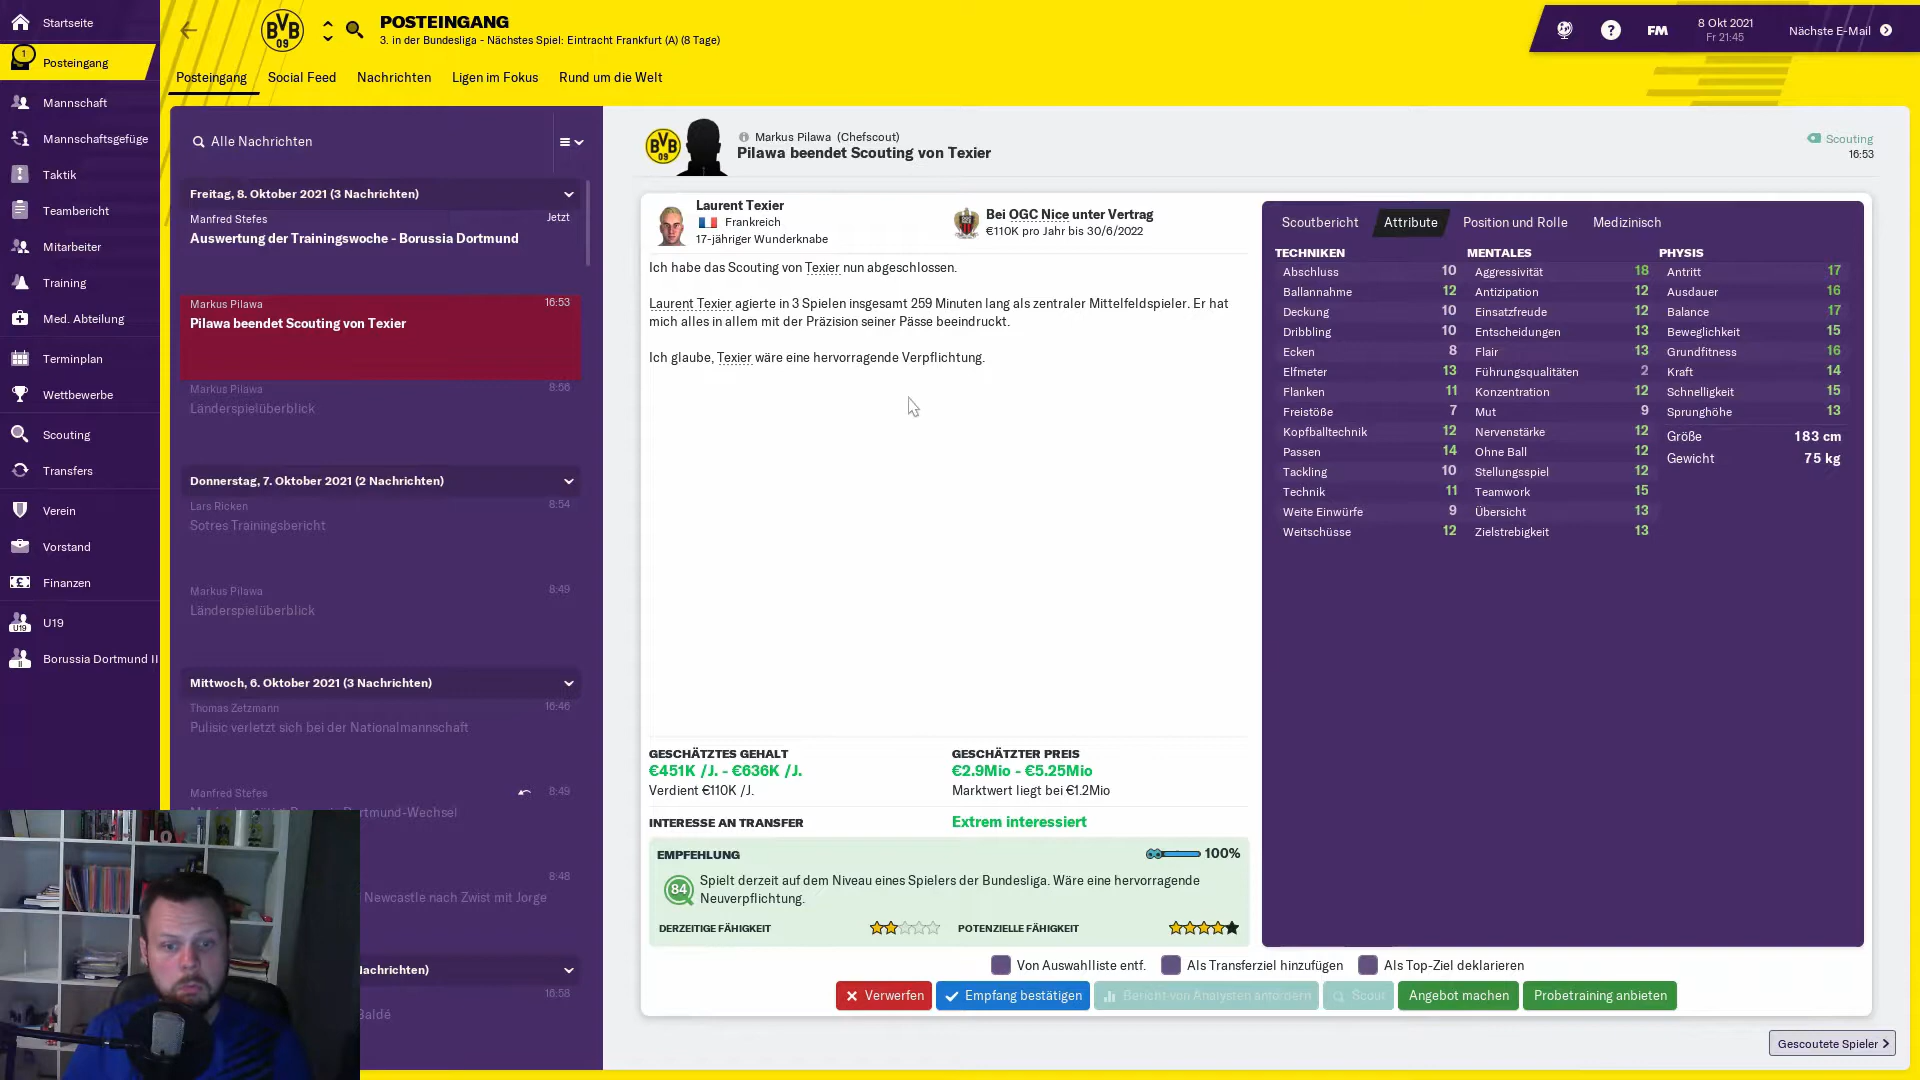 Startseite
1
Posteingang
Mannschaft
Mannschaftsgefüge
Taktik
Teambericht
Mitarbeiter
Training
Med. Abteilung
Terminplan
Wettbewerbe
Scouting
Transfers
Verein
Vorstand
Finanzen
U19
U19
Borussia Dortmund II
II
BVB
09
POSTEINGANG
3. in der Bundesliga - Nächstes Spiel: Eintracht Frankfurt (A) (8 Tage)
Posteingang Social Feed Nachrichten Ligen im Fokus Rund um die Welt
? FM
8 Okt 2021
Fr 21:45
Nächste E-Mail
Alle Nachrichten
Freitag, 8. Oktober 2021 (3 Nachrichten)
Manfred Stefes Jetzt
Auswertung der Trainingswoche - Borussia Dortmund
Markus Pilawa 16:53
Pilawa beendet Scouting von Texier
Markus Pilawa 8:56
Länderspielüberblick
Donnerstag, 7. Oktober 2021 (2 Nachrichten)
Lars Ricken 8:54
Sotres Trainingsbericht
Markus Pilawa 8:49
Länderspielüberblick
Mittwoch, 6. Oktober 2021 (3 Nachrichten)
Thomas Zetzmann 16:46
Pulisic verletzt sich bei der Nationalmannschaft
Manfred Stefes 8:49
rtmund-Wechsel
8:48
Newcastle nach Zwist mit Jorge
lachrichten)
16:58
Baldé
BVB
09
Markus Pilawa (Chefscout)
Pilawa beendet Scouting von Texier
Scouting
16:53
Laurent Texier
Frankreich
17-jähriger Wunderknabe
Bei OGC Nice unter Vertrag
€110K pro Jahr bis 30/6/2022
Ich habe das Scouting von Texier nun abgeschlossen.
Laurent Texier agierte in 3 Spielen insgesamt 259 Minuten lang als zentraler Mittelfeldspieler. Er hat
mich alles in allem mit der Präzision seiner Pässe beeindruckt.
Ich glaube, Texier wäre eine hervorragende Verpflichtung.
GESCHÄTZTES GEHALT
€451K /J. - €636K /J.
Verdient €110K /J.
GESCHÄTZTER PREIS
€2.9Mio - €5.25Mio
Marktwert liegt bei €1.2Mio
INTERESSE AN TRANSFER Extrem interessiert
EMPFEHLUNG 100%
84
Spielt derzeit auf dem Niveau eines Spielers der Bundesliga. Wäre eine hervorragende
Neuverpflichtung.
DERZEITIGE FÄHIGKEIT POTENZIELLE FÄHIGKEIT
Scoutbericht Attribute Position und Rolle Medizinisch
TECHNIKEN MENTALES PHYSIS
Abschluss 10 Aggressivität 18 Antritt 17
Ballannahme 12 Antizipation 12 Ausdauer 16
Deckung 10 Einsatzfreude 12 Balance 17
Dribbling 10 Entscheidungen 13 Beweglichkeit 15
Ecken 8 Flair 13 Grundfitness 16
Elfmeter 13 Führungsqualitäten 2 Kraft 14
Flanken 11 Konzentration 12 Schnelligkeit 15
Freistöße 7 Mut 9 Sprunghöhe 13
Kopfballtechnik 12 Nervenstärke 12 Größe 183 cm
Passen 14 Ohne Ball 12 Gewicht 75 kg
Tackling 10 Stellungsspiel 12
Technik 11 Teamwork 15
Weite Einwürfe 9 Übersicht 13
Weitschüsse 12 Zielstrebigkeit 13
Von Auswahlliste entf. Als Transferziel hinzufügen Als Top-Ziel deklarieren
Verwerfen Empfang bestätigen Bericht von Analysten anfordern Scout Angebot machen Probetraining anbieten
Gescoutete Spieler